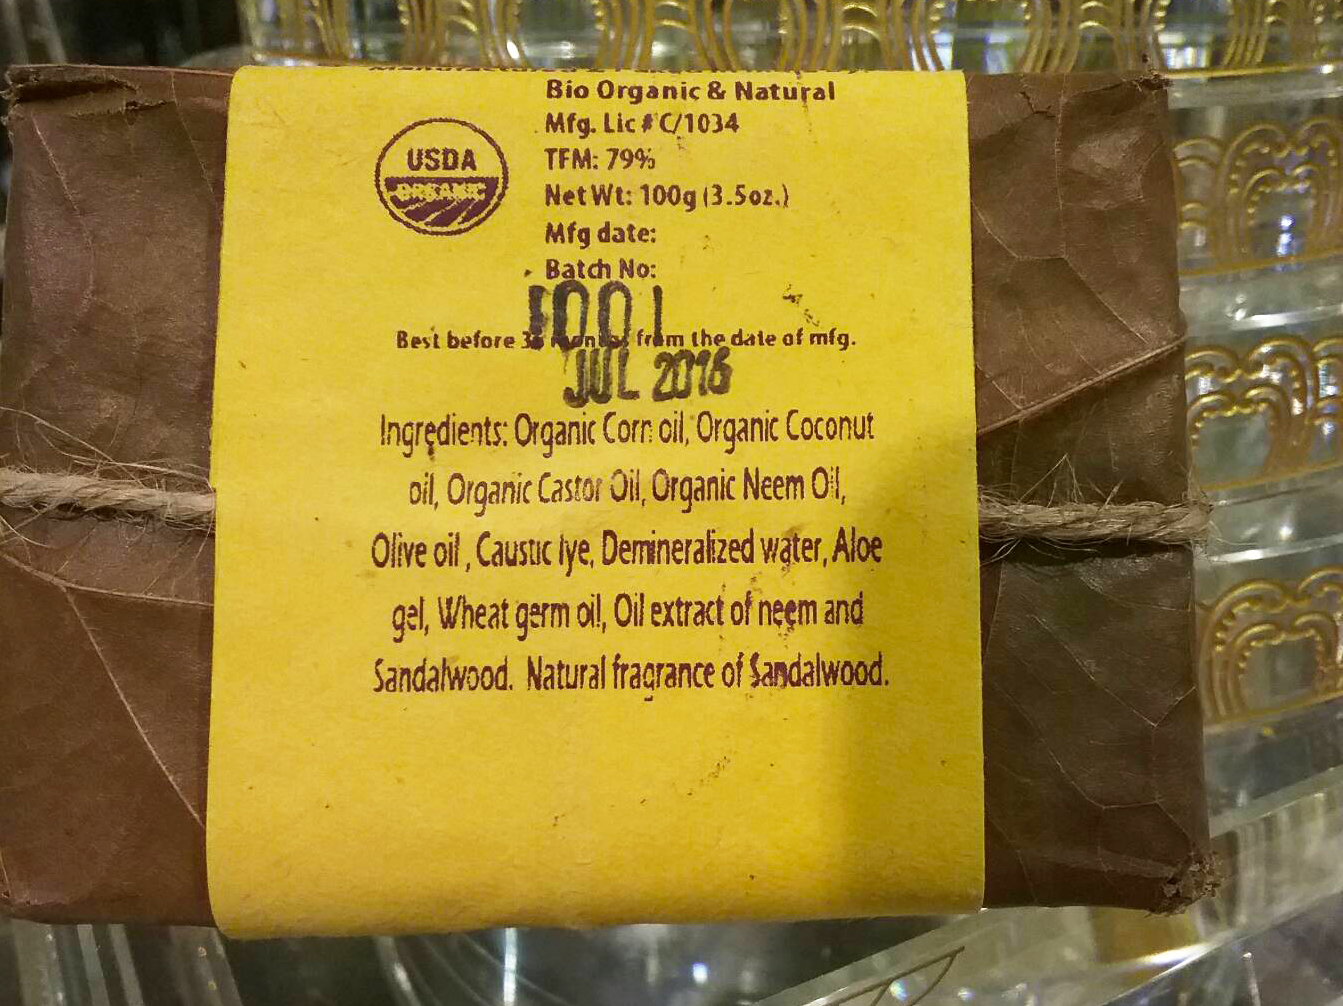 Bio Organic & Natural
Mfg. Lic # C/1034
USDA
ORGANIC
TFM: 79%
Net Wt: 100g (3.5oz.)
Mfg date:
Batch No:
1001
Best before from the date of mfg.
JUL 2016
Ingredients: Organic Corn oil, Organic Coconut
oil, Organic Castor Oil, Organic Neem Oil,
Olive oil , Caustic lye, Demineralized water, Aloe
gel, Wheat germ oil, Oil extract of neem and
Sandalwood. Natural fragrance of Sandalwood.